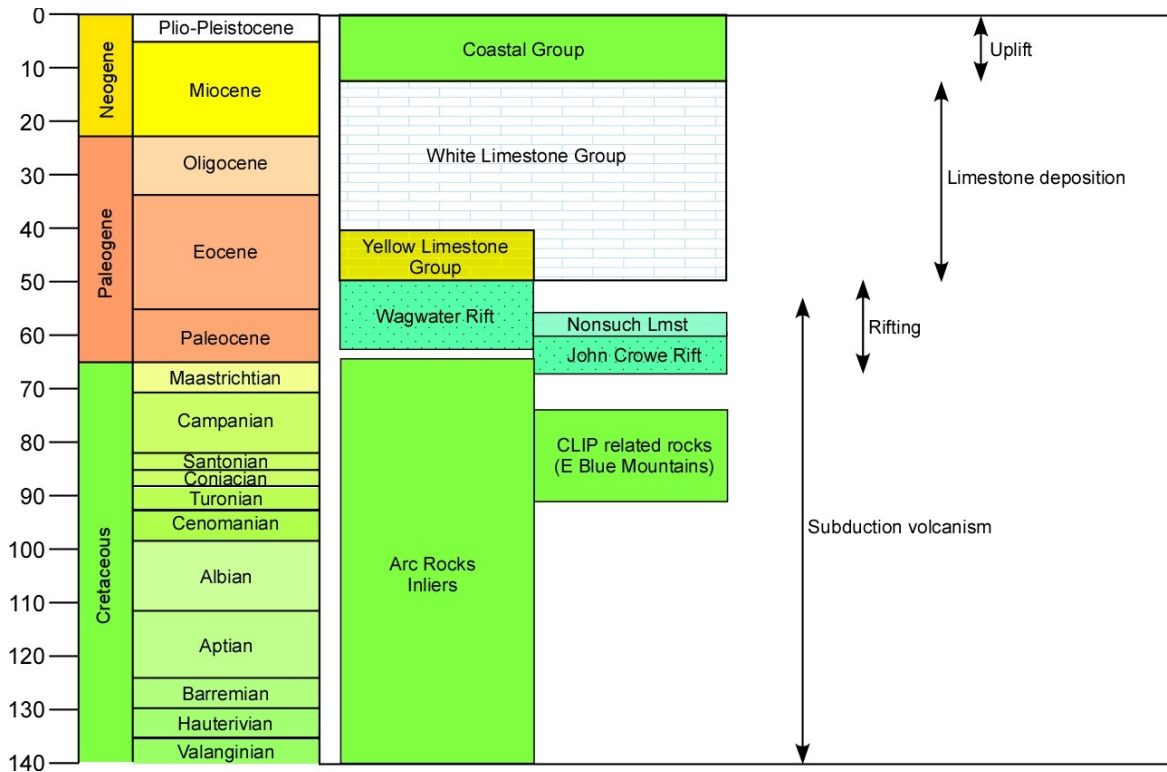 0
10
20
30
40
50
60
70
80
90
100
110
120
130
140
Neogene
Paleogene
Cretaceous
Plio-Pleistocene
Miocene
Oligocene
Eocene
Paleocene
Maastrichtian
Campanian
Santonian
Coniacian
Turonian
Cenomanian
Albian
Aptian
Barremian
Hauterivian
Valanginian
Coastal Group
White Limestone Group
Yellow Limestone
Group
Wagwater Rift
Nonsuch Lmst
John Crowe Rift
CLIP related rocks
(E Blue Mountains)
Arc Rocks
Inliers
Uplift
Limestone deposition
Rifting
Subduction volcanism